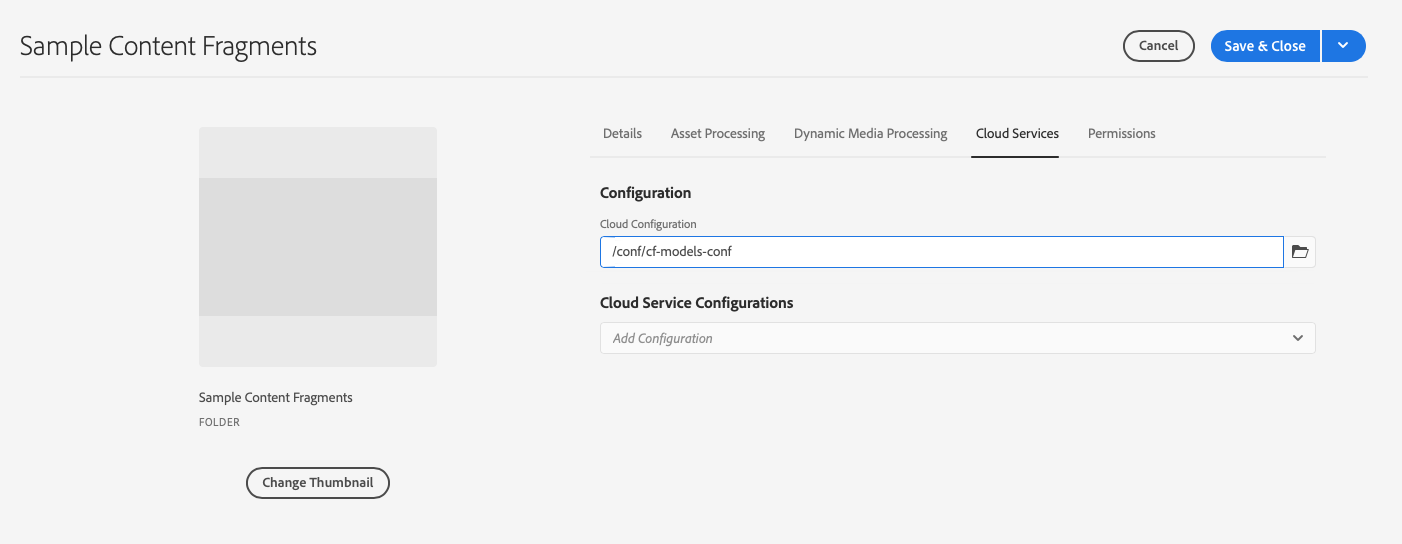 Sample Content Fragments
Cancel
Save & Close
Details
Asset Processing
Dynamic Media Processing
Cloud Services
Permissions
Configuration
Cloud Configuration
/conf/cf-models-conf
Cloud Service Configurations
Add Configuration
Sample Content Fragments
FOLDER
Change Thumbnail